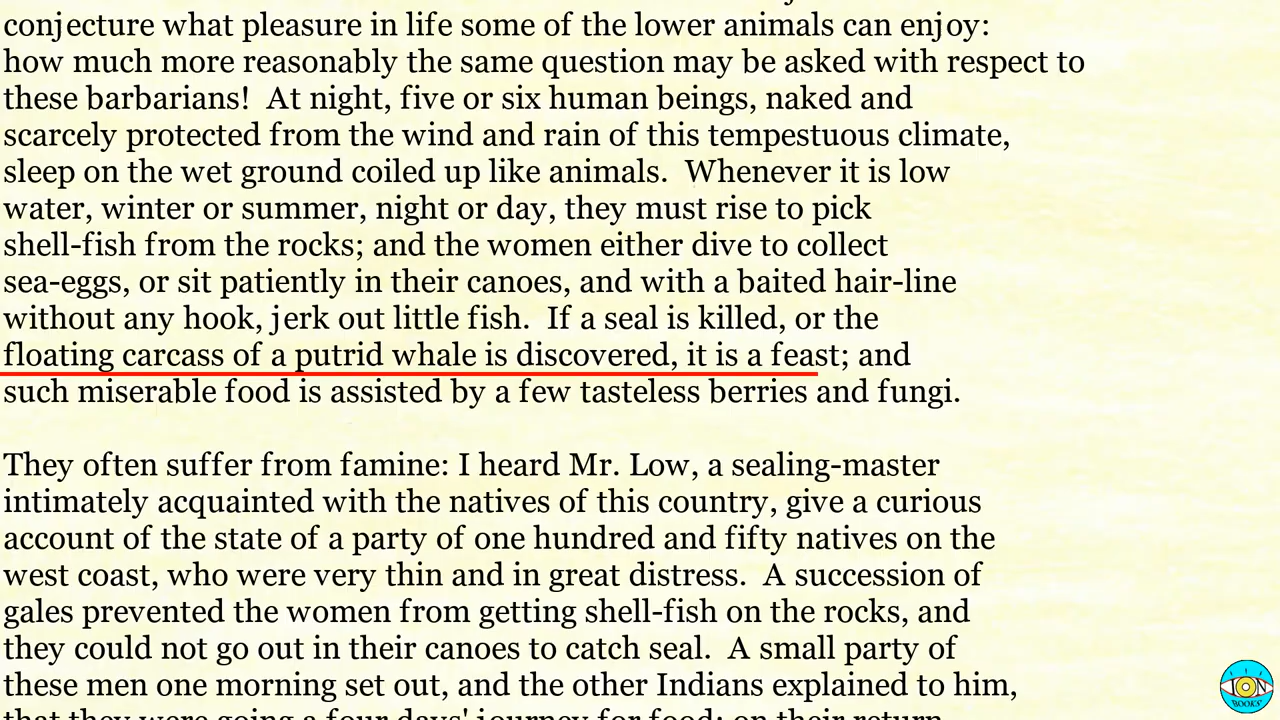 conjecture what pleasure in life some of the lower animals can enjoy:
how much more reasonably the same question may be asked with respect to
these barbarians!  At night, five or six human beings, naked and
scarcely protected from the wind and rain of this tempestuous climate,
sleep on the wet ground coiled up like animals.  Whenever it is low
water, winter or summer, night or day, they must rise to pick
shell-fish from the rocks; and the women either dive to collect
sea-eggs, or sit patiently in their canoes, and with a baited hair-line
without any hook, jerk out little fish.  If a seal is killed, or the
floating carcass of a putrid whale is discovered, it is a feast; and
such miserable food is assisted by a few tasteless berries and fungi.
They often suffer from famine: I heard Mr. Low, a sealing-master
intimately acquainted with the natives of this country, give a curious
account of the state of a party of one hundred and fifty natives on the
west coast, who were very thin and in great distress.  A succession of
gales prevented the women from getting shell-fish on the rocks, and
they could not go out in their canoes to catch seal.  A small party of
these men one morning set out, and the other Indians explained to him,
that they were going a four days' journey for food: on their return
ION
BOOKS